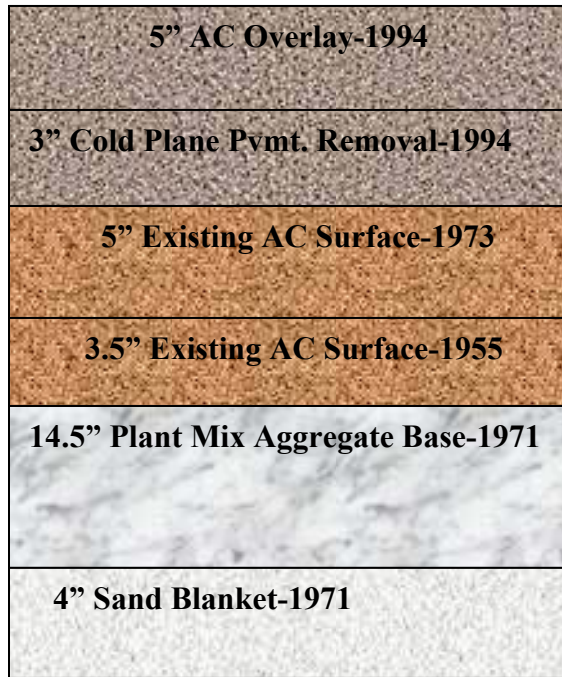 5” AC Overlay-1994
3” Cold Plane Pvmt. Removal-1994
5” Existing AC Surface-1973
3.5” Existing AC Surface-1955
14.5” Plant Mix Aggregate Base-1971
4” Sand Blanket-1971